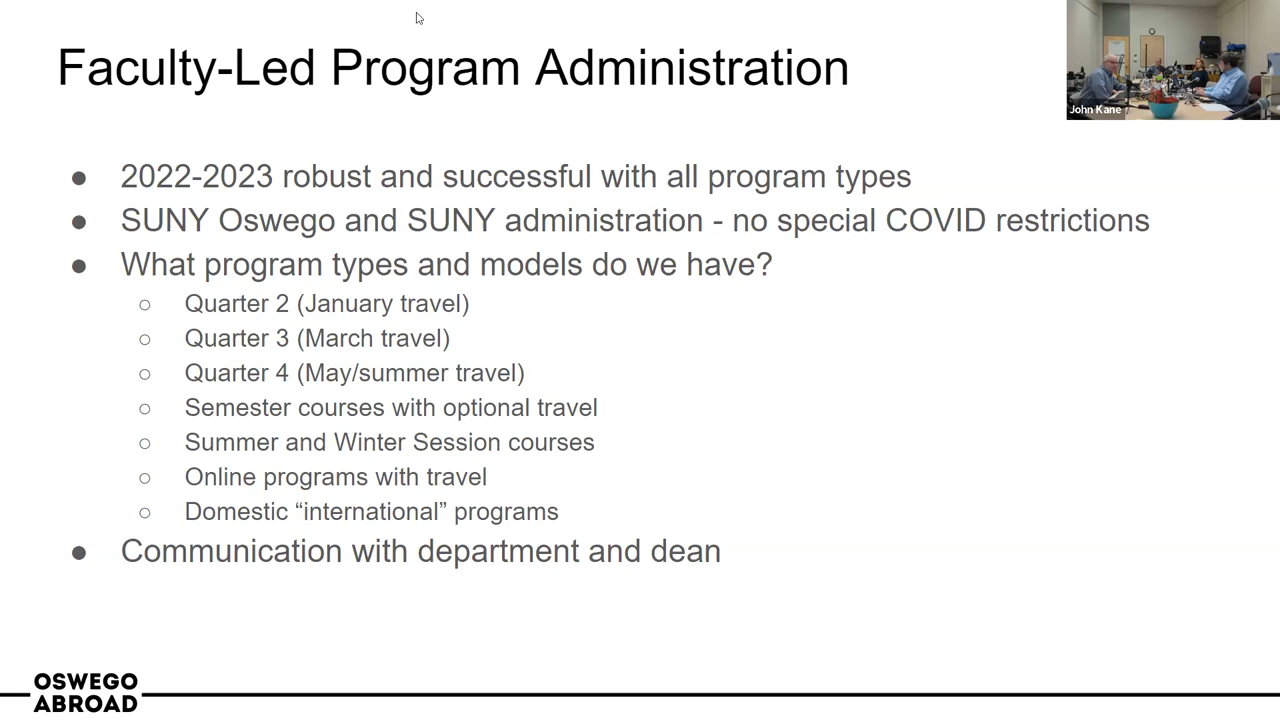 Faculty-Led Program Administration
John Kane
● 2022-2023 robust and successful with all program types
● SUNY Oswego and SUNY administration - no special COVID restrictions
● What program types and models do we have?
○ Quarter 2 (January travel)
○ Quarter 3 (March travel)
○ Quarter 4 (May/summer travel)
○ Semester courses with optional travel
○ Summer and Winter Session courses
○ Online programs with travel
○ Domestic “international” programs
● Communication with department and dean
OSWEGO
ABROAD